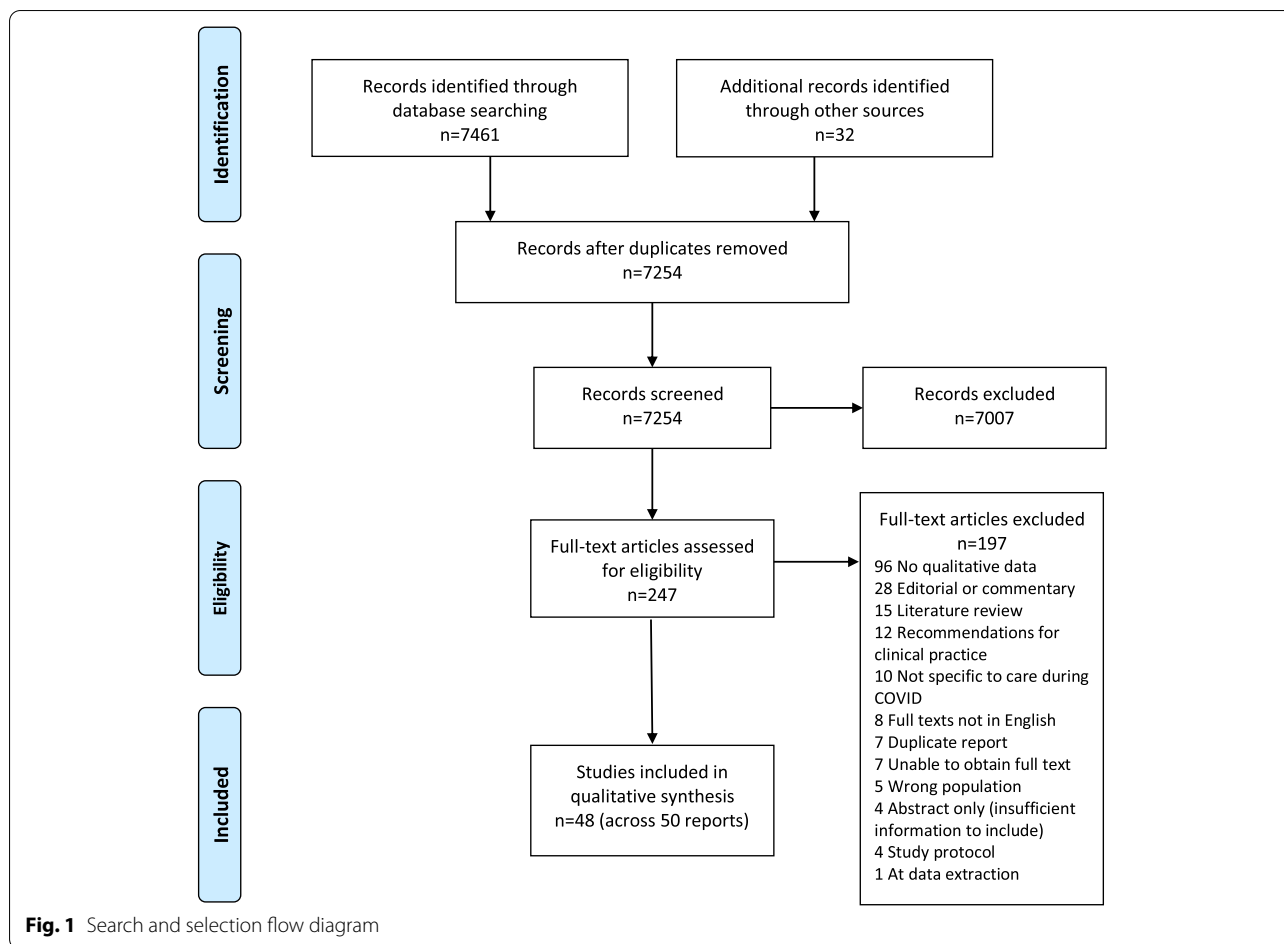 Identification
Records identified through
database searching
n=7461
Additional records identified
through other sources
n=32
Records after duplicates removed
n=7254
Screening
Records screened
n=7254
Records excluded
n=7007
Eligibility
Full-text articles assessed
for eligibility
n=247
Full-text articles excluded
n=197
96 No qualitative data
28 Editorial or commentary
15 Literature review
12 Recommendations for
clinical practice
10 Not specific to care during
COVID
8 Full texts not in English
7 Duplicate report
7 Unable to obtain full text
5 Wrong population
4 Abstract only (insufficient
information to include)
4 Study protocol
1 At data extraction
Included
Studies included in
qualitative synthesis
n=48 (across 50 reports)
Fig. 1 Search and selection flow diagram